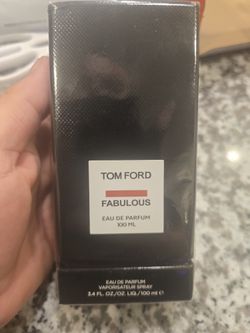 TOM FORD
FABULOUS
EAU DE PARFUM
100 ML
EAU DE PARFUM
VAPORISATEUR SPRAY
3.4 FL. OZ./OZ. LIQ./100 ml ℮